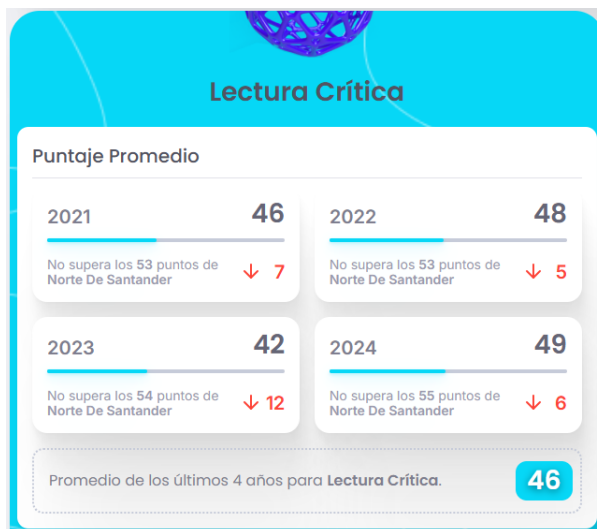 Lectura Crítica
Puntaje Promedio
2021 46
No supera los 53 puntos de
Norte De Santander
↓ 7
2022 48
No supera los 53 puntos de
Norte De Santander
↓ 5
2023 42
No supera los 54 puntos de
Norte De Santander
↓ 12
2024 49
No supera los 55 puntos de
Norte De Santander
↓ 6
Promedio de los últimos 4 años para Lectura Crítica. 46